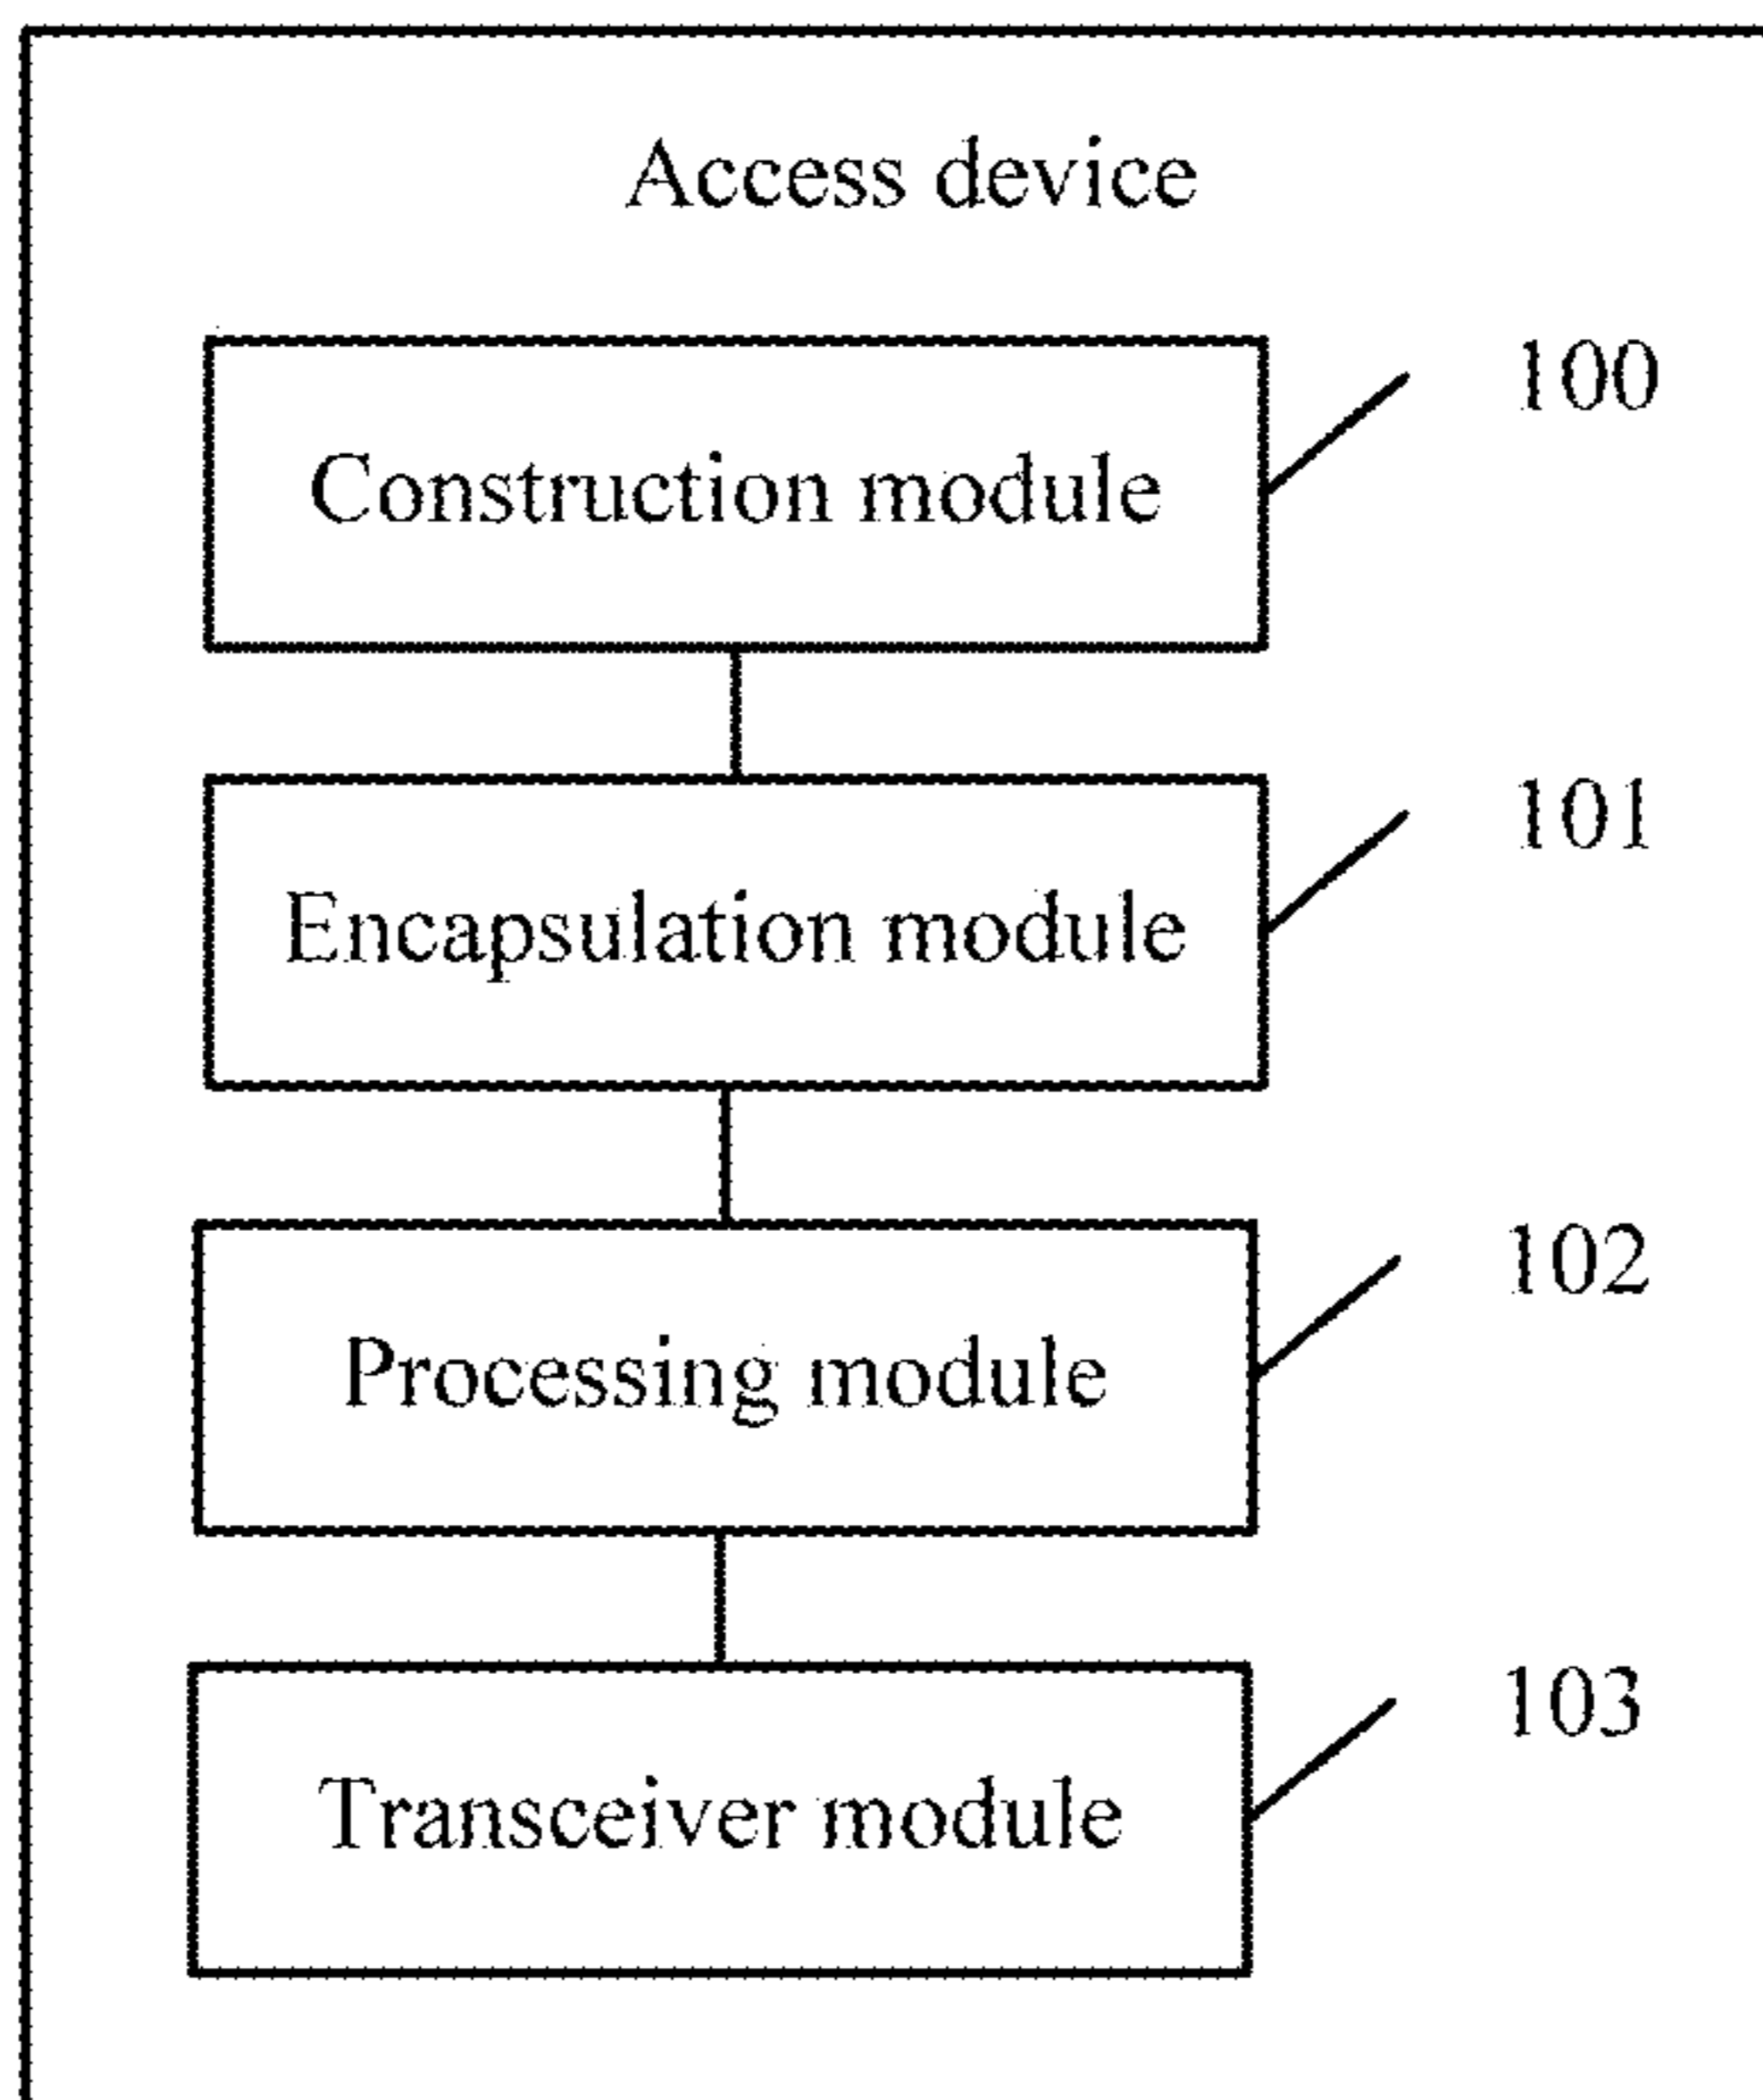 Access device
100
Construction module
101
Encapsulation module
102
Processing module
103
Transceiver module